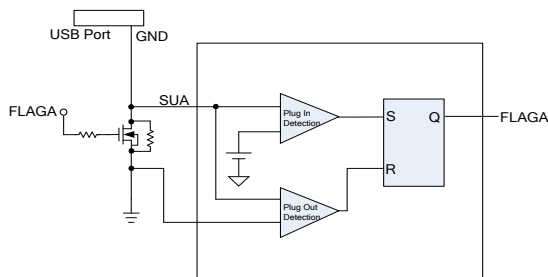 USB Port
GND
FLAGA
SUA
Plug In
Detection
S
Q
FLAGA
R
Plug Out
Detection